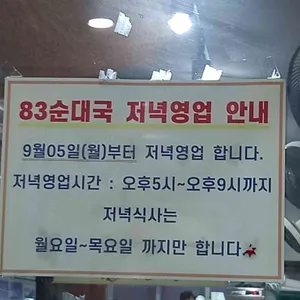 83순대국 저녁영업 안내
9월05일(월)부터 저녁영업 합니다.
저녁영업시간 : 오후5시~오후9시까지
저녁식사는
월요일~목요일 까지만 합니다